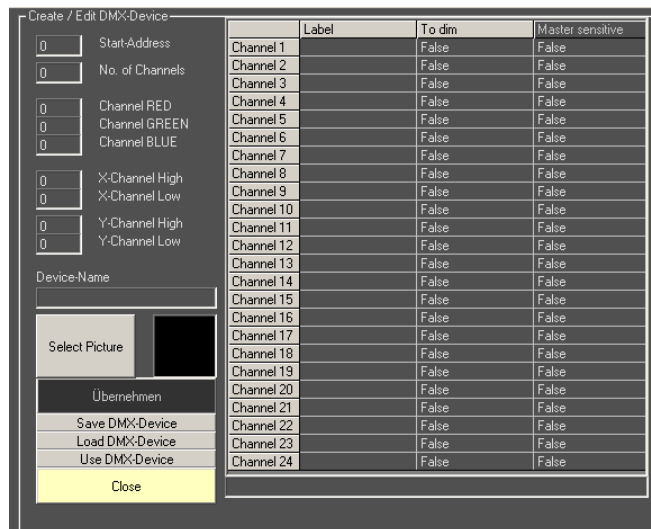 Create / Edit DMX-Device
0 Start-Address
0 No. of Channels
0 Channel RED
0 Channel GREEN
0 Channel BLUE
0 X-Channel High
0 X-Channel Low
0 Y-Channel High
0 Y-Channel Low
Device-Name
Select Picture
Übernehmen
Save DMX-Device
Load DMX-Device
Use DMX-Device
Close
Label To dim Master sensitive
Channel 1 False False
Channel 2 False False
Channel 3 False False
Channel 4 False False
Channel 5 False False
Channel 6 False False
Channel 7 False False
Channel 8 False False
Channel 9 False False
Channel 10 False False
Channel 11 False False
Channel 12 False False
Channel 13 False False
Channel 14 False False
Channel 15 False False
Channel 16 False False
Channel 17 False False
Channel 18 False False
Channel 19 False False
Channel 20 False False
Channel 21 False False
Channel 22 False False
Channel 23 False False
Channel 24 False False